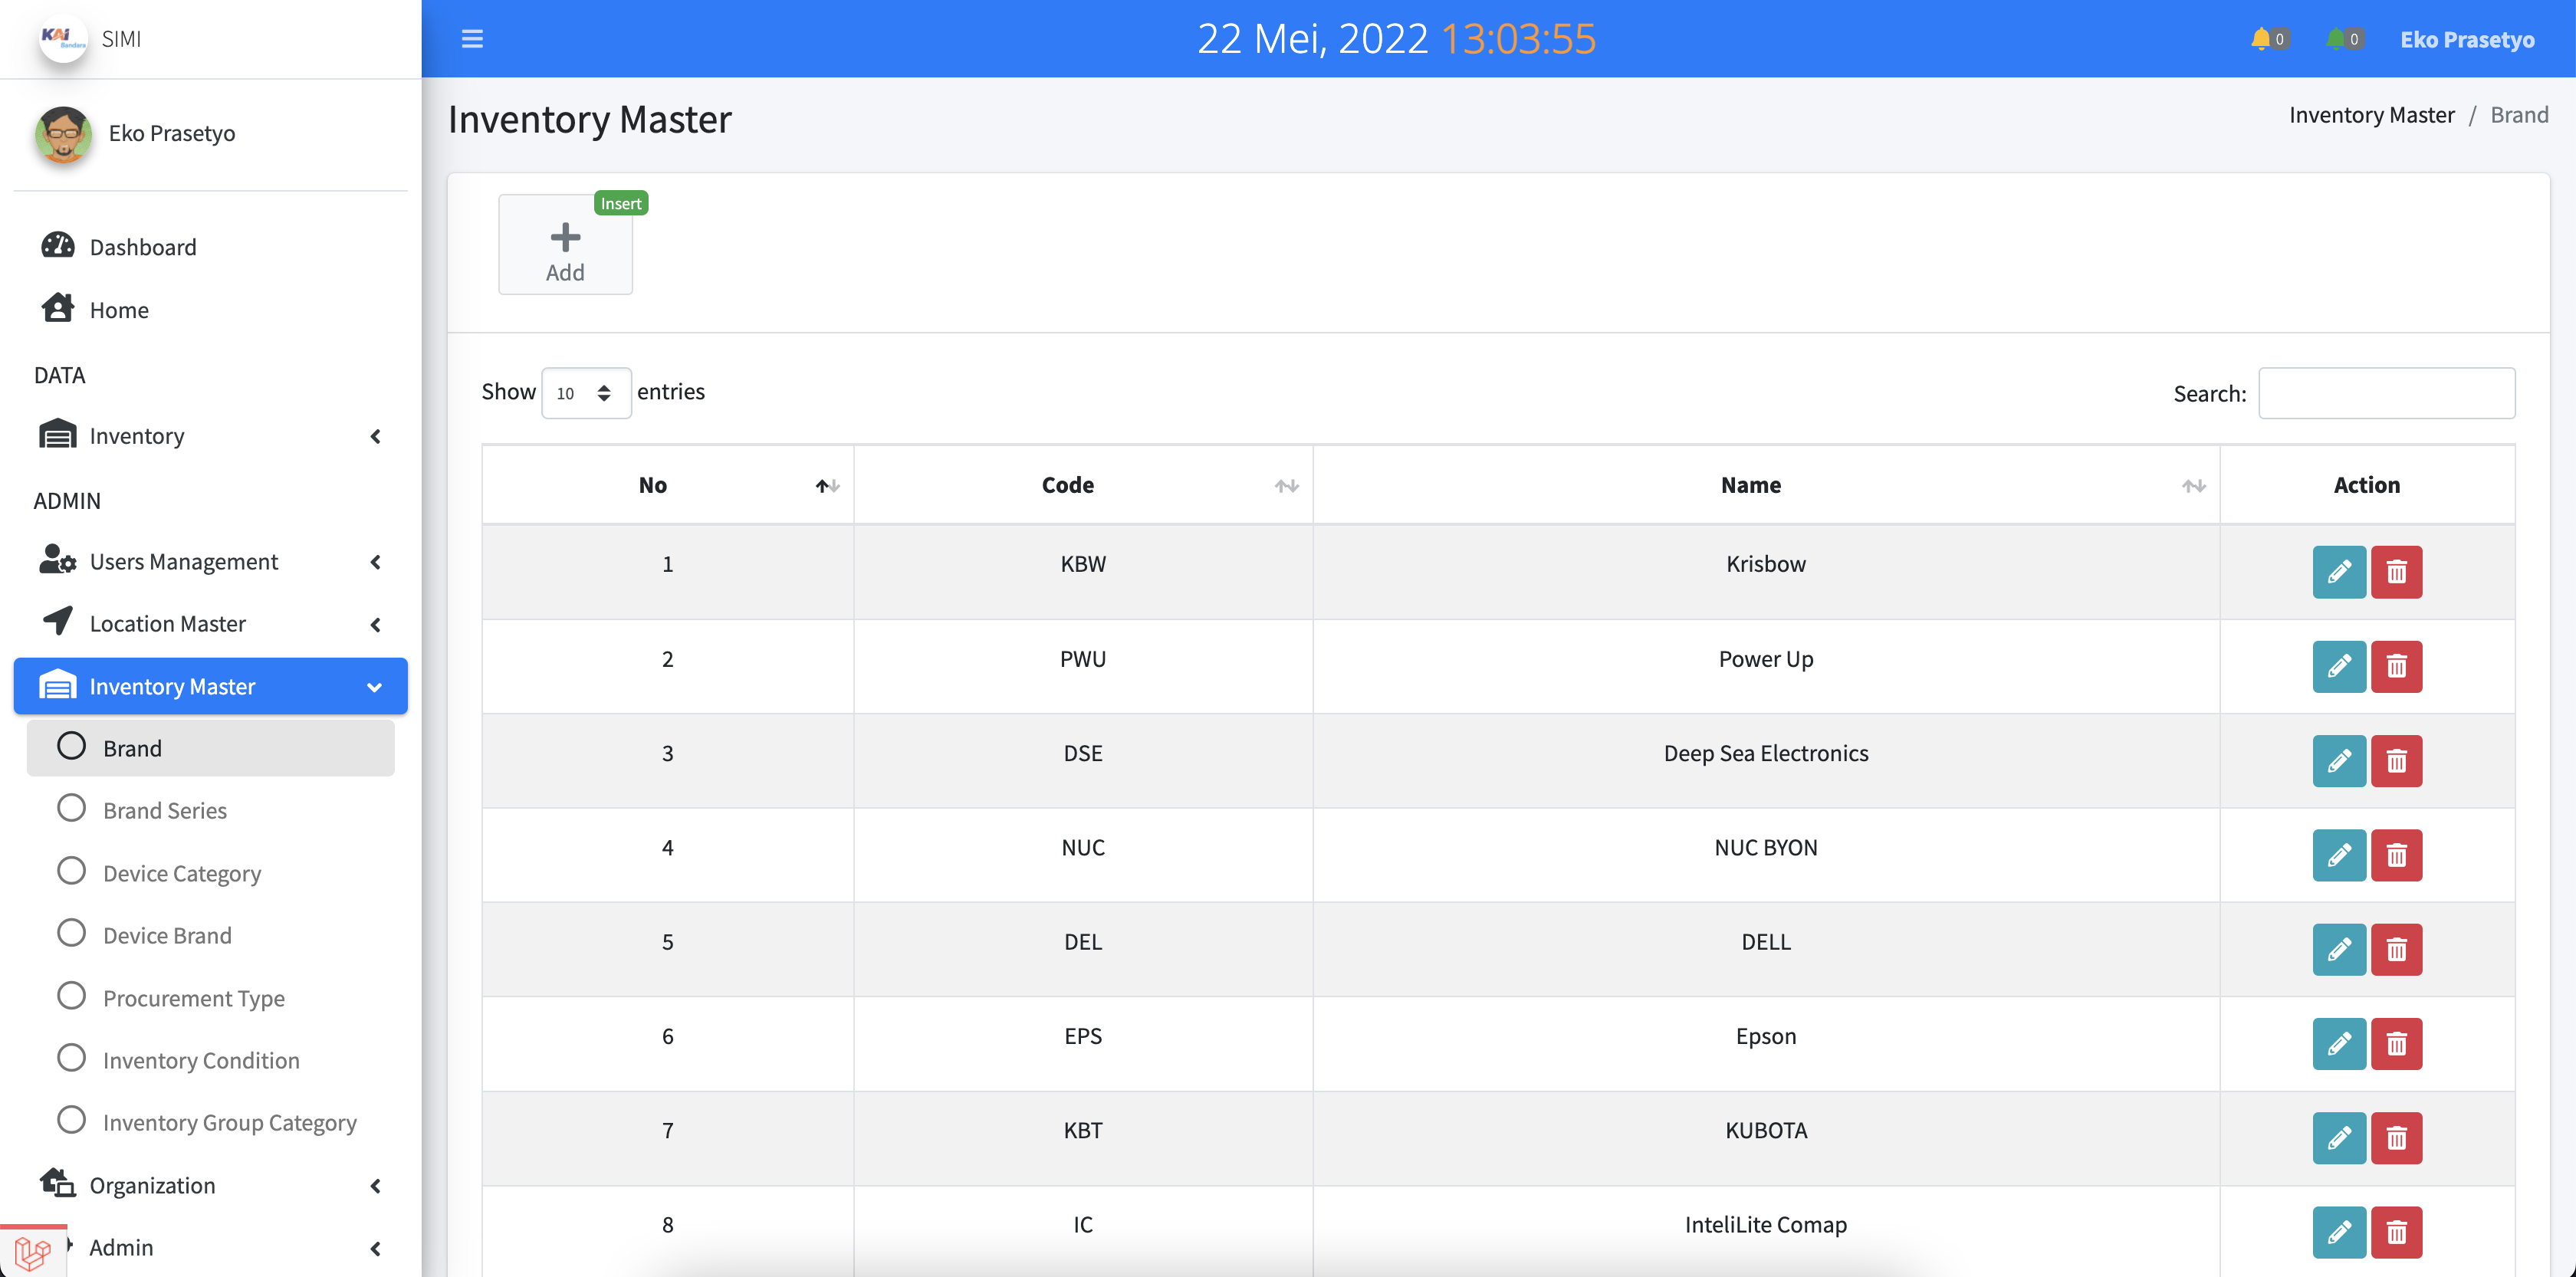 KAI Bandara SIMI
22 Mei, 2022 13:03:55
0 0 Eko Prasetyo
Eko Prasetyo
Dashboard
Home
DATA
Inventory
ADMIN
Users Management
Location Master
Inventory Master
Brand
Brand Series
Device Category
Device Brand
Procurement Type
Inventory Condition
Inventory Group Category
Organization
Admin
Inventory Master
Inventory Master / Brand
Insert
Add
Show 10 entries
Search:
No Code Name Action
1 KBW Krisbow
2 PWU Power Up
3 DSE Deep Sea Electronics
4 NUC NUC BYON
5 DEL DELL
6 EPS Epson
7 KBT KUBOTA
8 IC InteliLite Comap